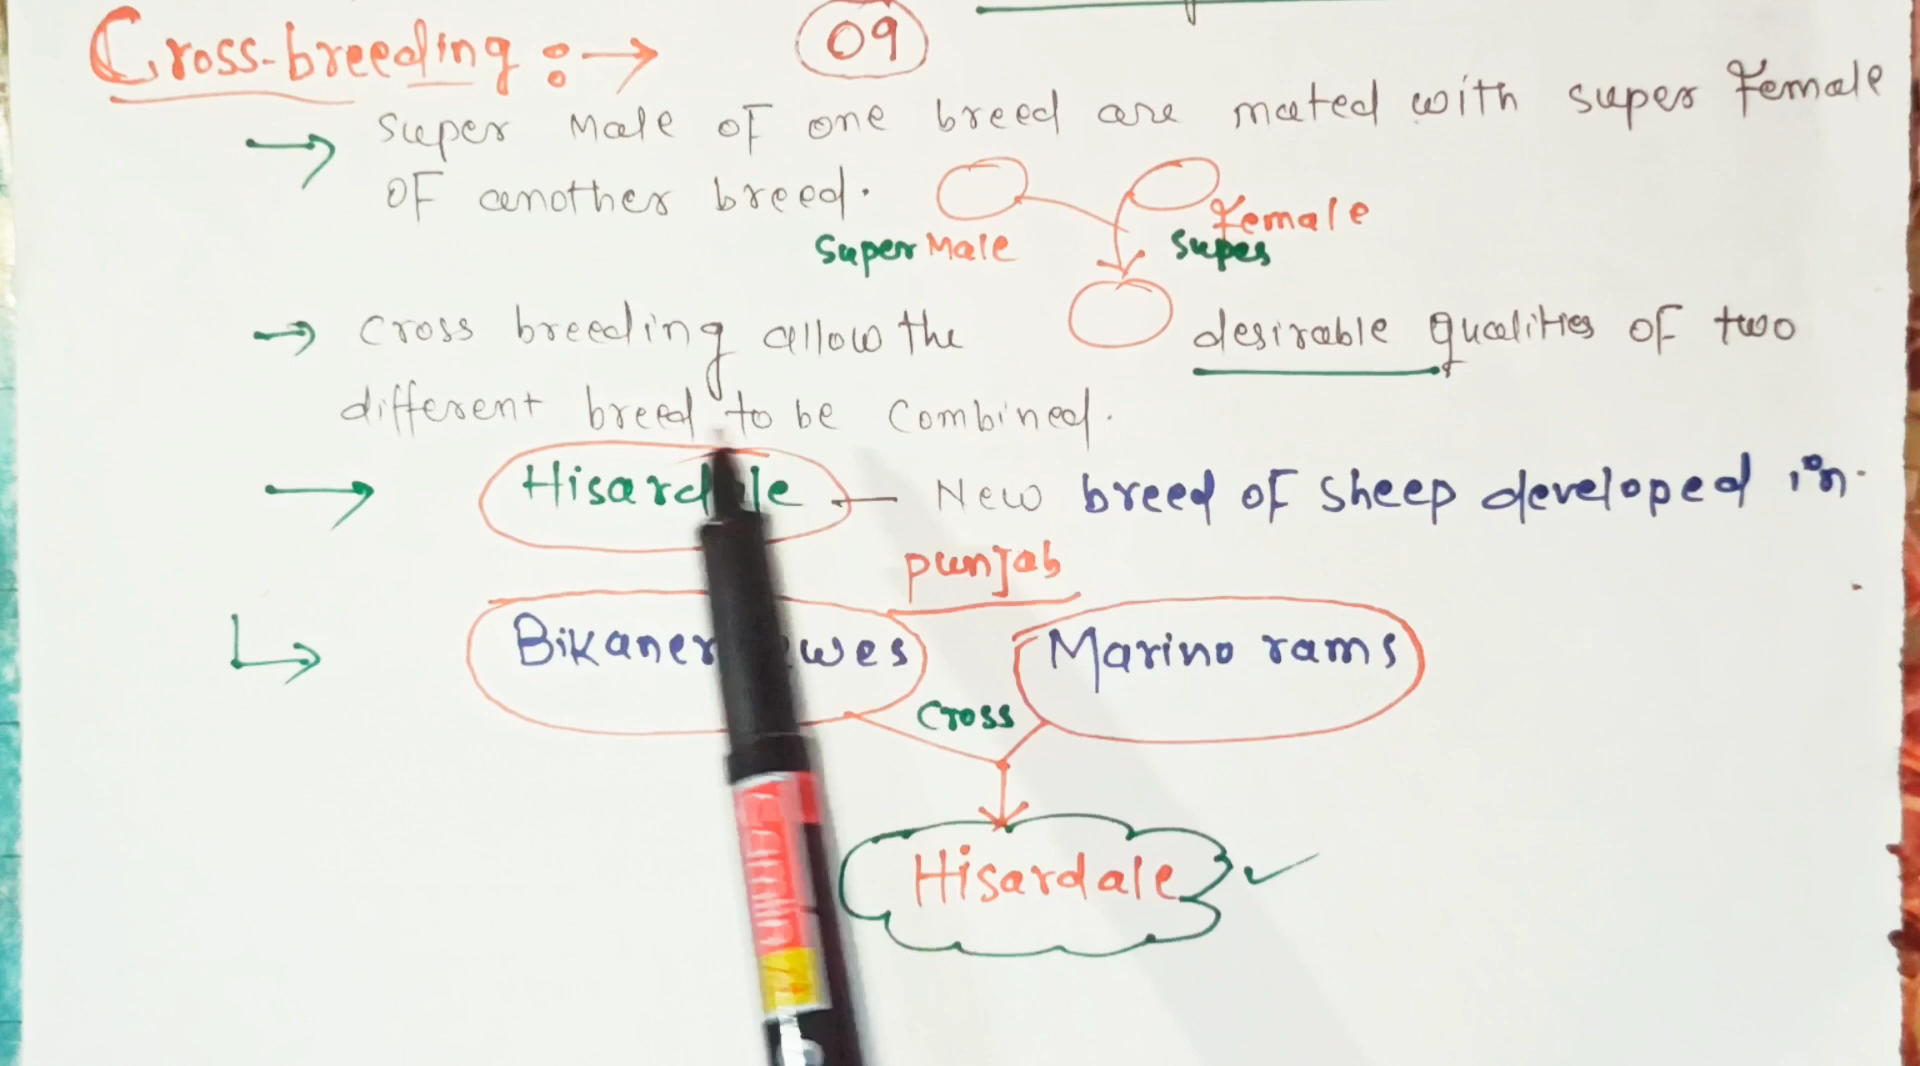 Cross-breeding :→ 09
→ Super Male of one breed are mated with super Female
of another breed.
Super Male Female
Super
→ Cross breeding allow the desirable qualities of two
different breed to be combined.
→ Hisardale — New breed of sheep developed in
punjab
Bikaneri ewes Marino rams
Cross
Hisardale ✓